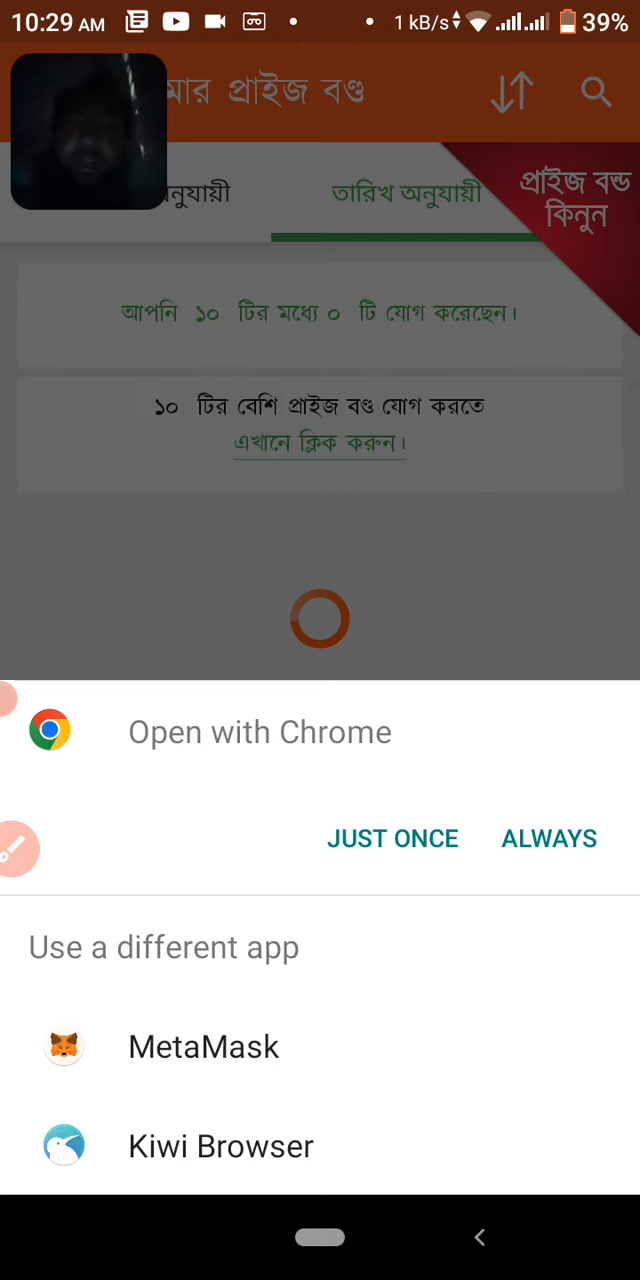 10:29 AM
1 kB/s
39%
মার প্রাইজ বণ্ড
নুযায়ী
তারিখ অনুযায়ী
প্রাইজ বন্ড
কিনুন
আপনি ১০ টির মধ্যে ০ টি যোগ করেছেন।
১০ টির বেশি প্রাইজ বণ্ড যোগ করতে
এখানে ক্লিক করুন।
Open with Chrome
JUST ONCE
ALWAYS
Use a different app
MetaMask
Kiwi Browser